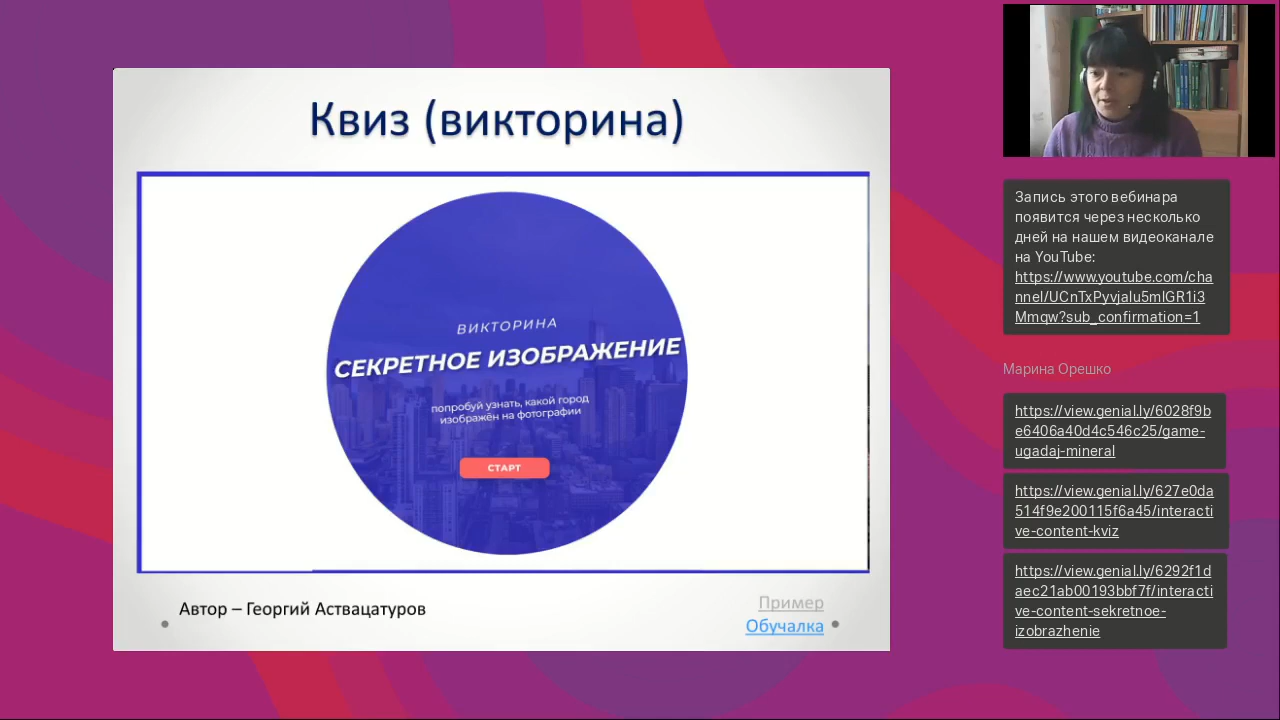 Квиз (викторина)
ВИКТОРИНА
СЕКРЕТНОЕ ИЗОБРАЖЕНИЕ
попробуй узнать, какой город
изображён на фотографии
СТАРТ
Автор – Георгий Аствацатуров
Пример
Обучалка
Запись этого вебинара
появится через несколько
дней на нашем видеоканале
на YouTube:
https://www.youtube.com/cha
nnel/UCnTxPyvjalu5mlGR1i3
Mmqw?sub_confirmation=1
Марина Орешко
https://view.genial.ly/6028f9b
e6406a40d4c546c25/game-
ugadaj-mineral
https://view.genial.ly/627e0da
514f9e200115f6a45/interacti
ve-content-kviz
https://view.genial.ly/6292f1d
aec21ab00193bbf7f/interacti
ve-content-sekretnoe-
izobrazhenie